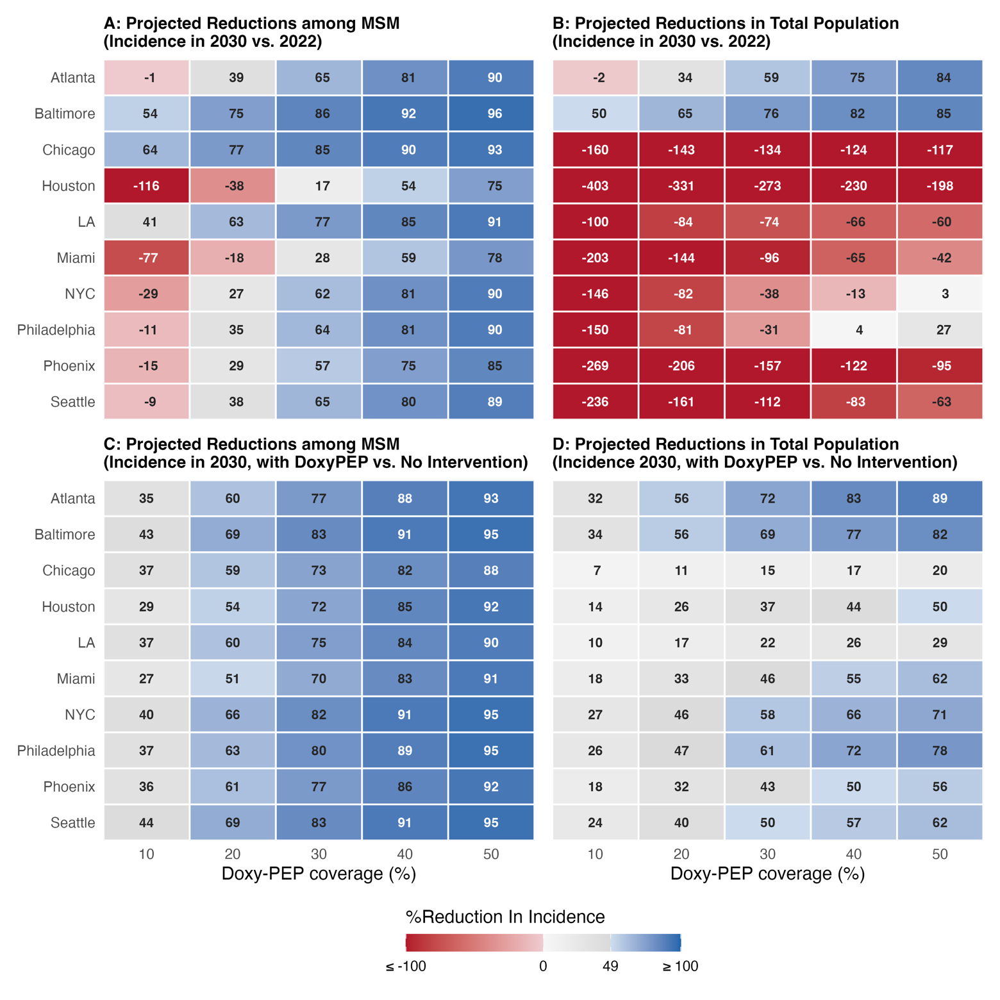 A: Projected Reductions among MSM
(Incidence in 2030 vs. 2022)
B: Projected Reductions in Total Population
(Incidence in 2030 vs. 2022)
Atlanta -1 39 65 81 90 -2 34 59 75 84
Baltimore 54 75 86 92 96 50 65 76 82 85
Chicago 64 77 85 90 93 -160 -143 -134 -124 -117
Houston -116 -38 17 54 75 -403 -331 -273 -230 -198
LA 41 63 77 85 91 -100 -84 -74 -66 -60
Miami -77 -18 28 59 78 -203 -144 -96 -65 -42
NYC -29 27 62 81 90 -146 -82 -38 -13 3
Philadelphia -11 35 64 81 90 -150 -81 -31 4 27
Phoenix -15 29 57 75 85 -269 -206 -157 -122 -95
Seattle -9 38 65 80 89 -236 -161 -112 -83 -63
C: Projected Reductions among MSM
(Incidence in 2030, with DoxyPEP vs. No Intervention)
D: Projected Reductions in Total Population
(Incidence 2030, with DoxyPEP vs. No Intervention)
Atlanta 35 60 77 88 93 32 56 72 83 89
Baltimore 43 69 83 91 95 34 56 69 77 82
Chicago 37 59 73 82 88 7 11 15 17 20
Houston 29 54 72 85 92 14 26 37 44 50
LA 37 60 75 84 90 10 17 22 26 29
Miami 27 51 70 83 91 18 33 46 55 62
NYC 40 66 82 91 95 27 46 58 66 71
Philadelphia 37 63 80 89 95 26 47 61 72 78
Phoenix 36 61 77 86 92 18 32 43 50 56
Seattle 44 69 83 91 95 24 40 50 57 62
10 20 30 40 50 10 20 30 40 50
Doxy-PEP coverage (%) Doxy-PEP coverage (%)
%Reduction In Incidence
≤ -100 0 49 ≥ 100